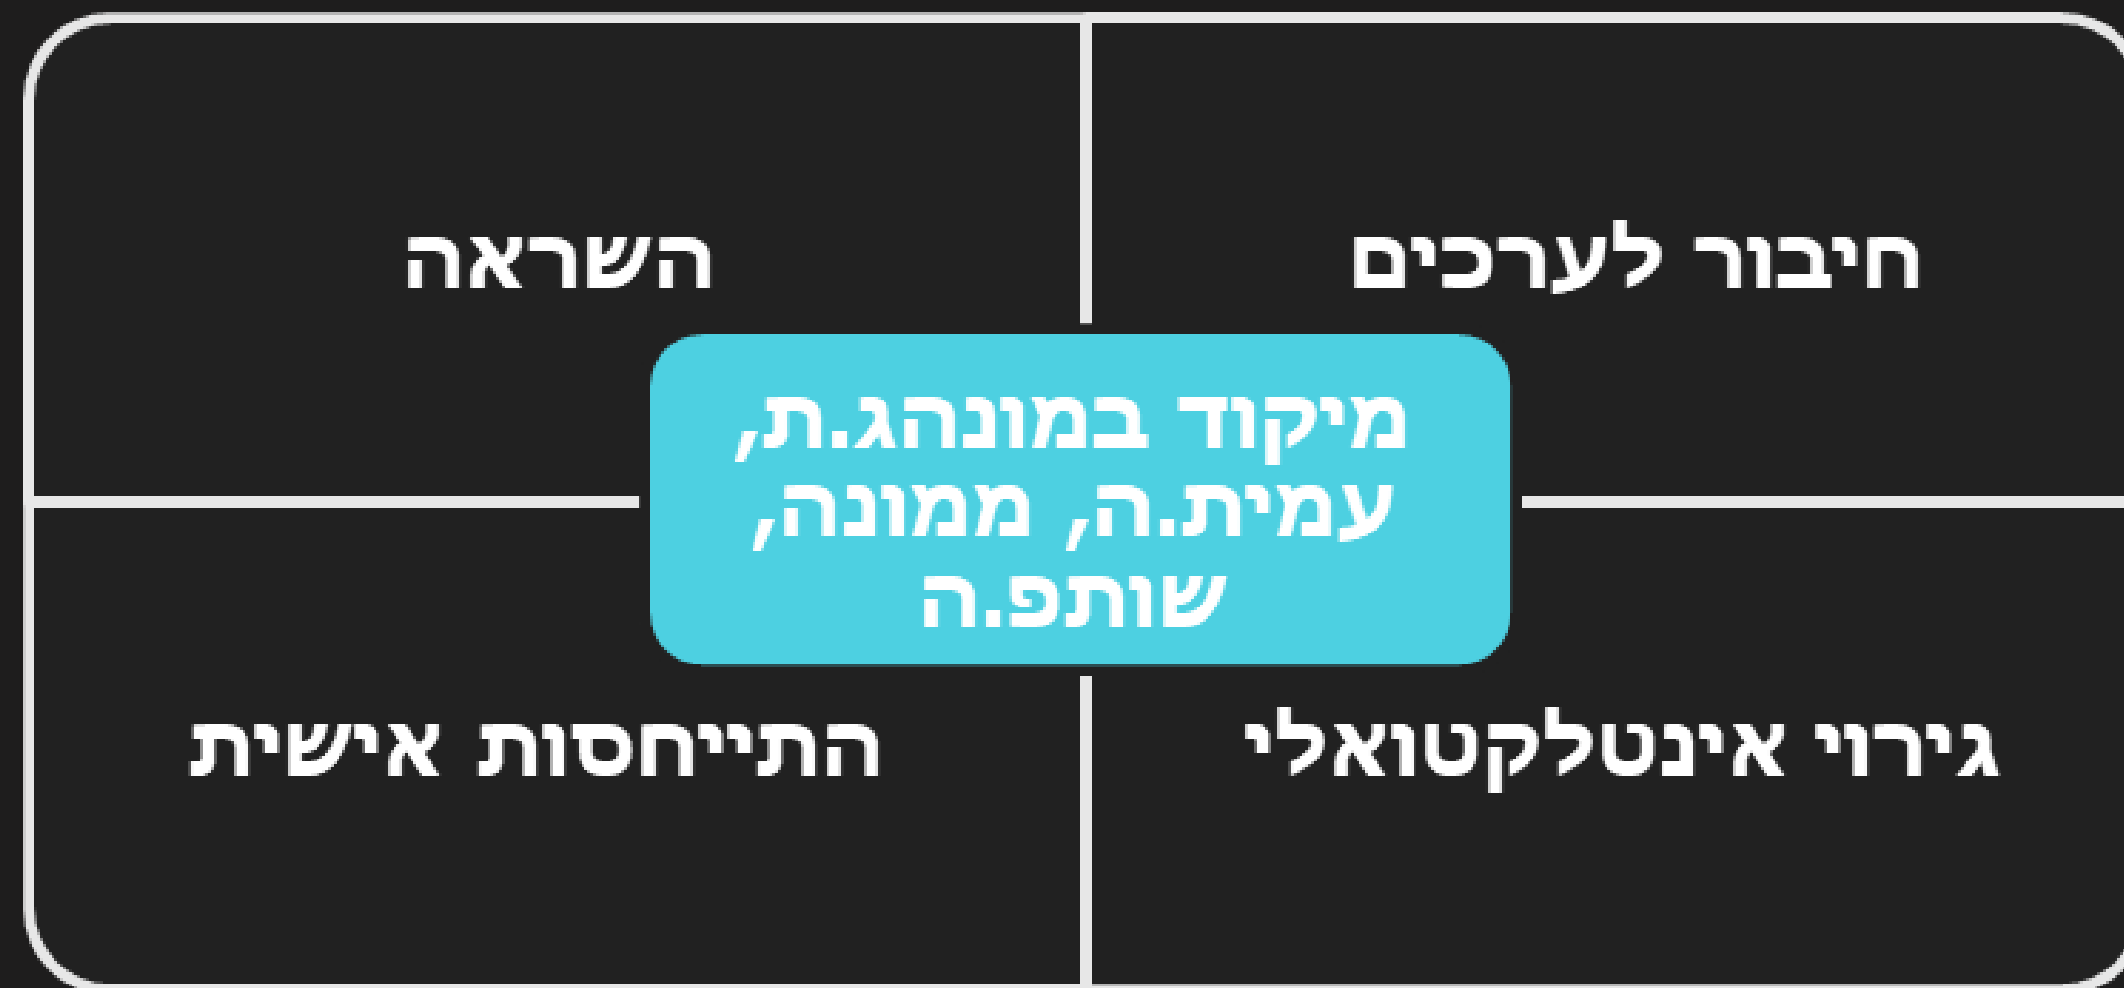 חיבור לערכים
השראה
מיקוד במונהג.ת,
עמית.ה, ממונה,
שותפ.ה
גירוי אינטלקטואלי
התייחסות אישית